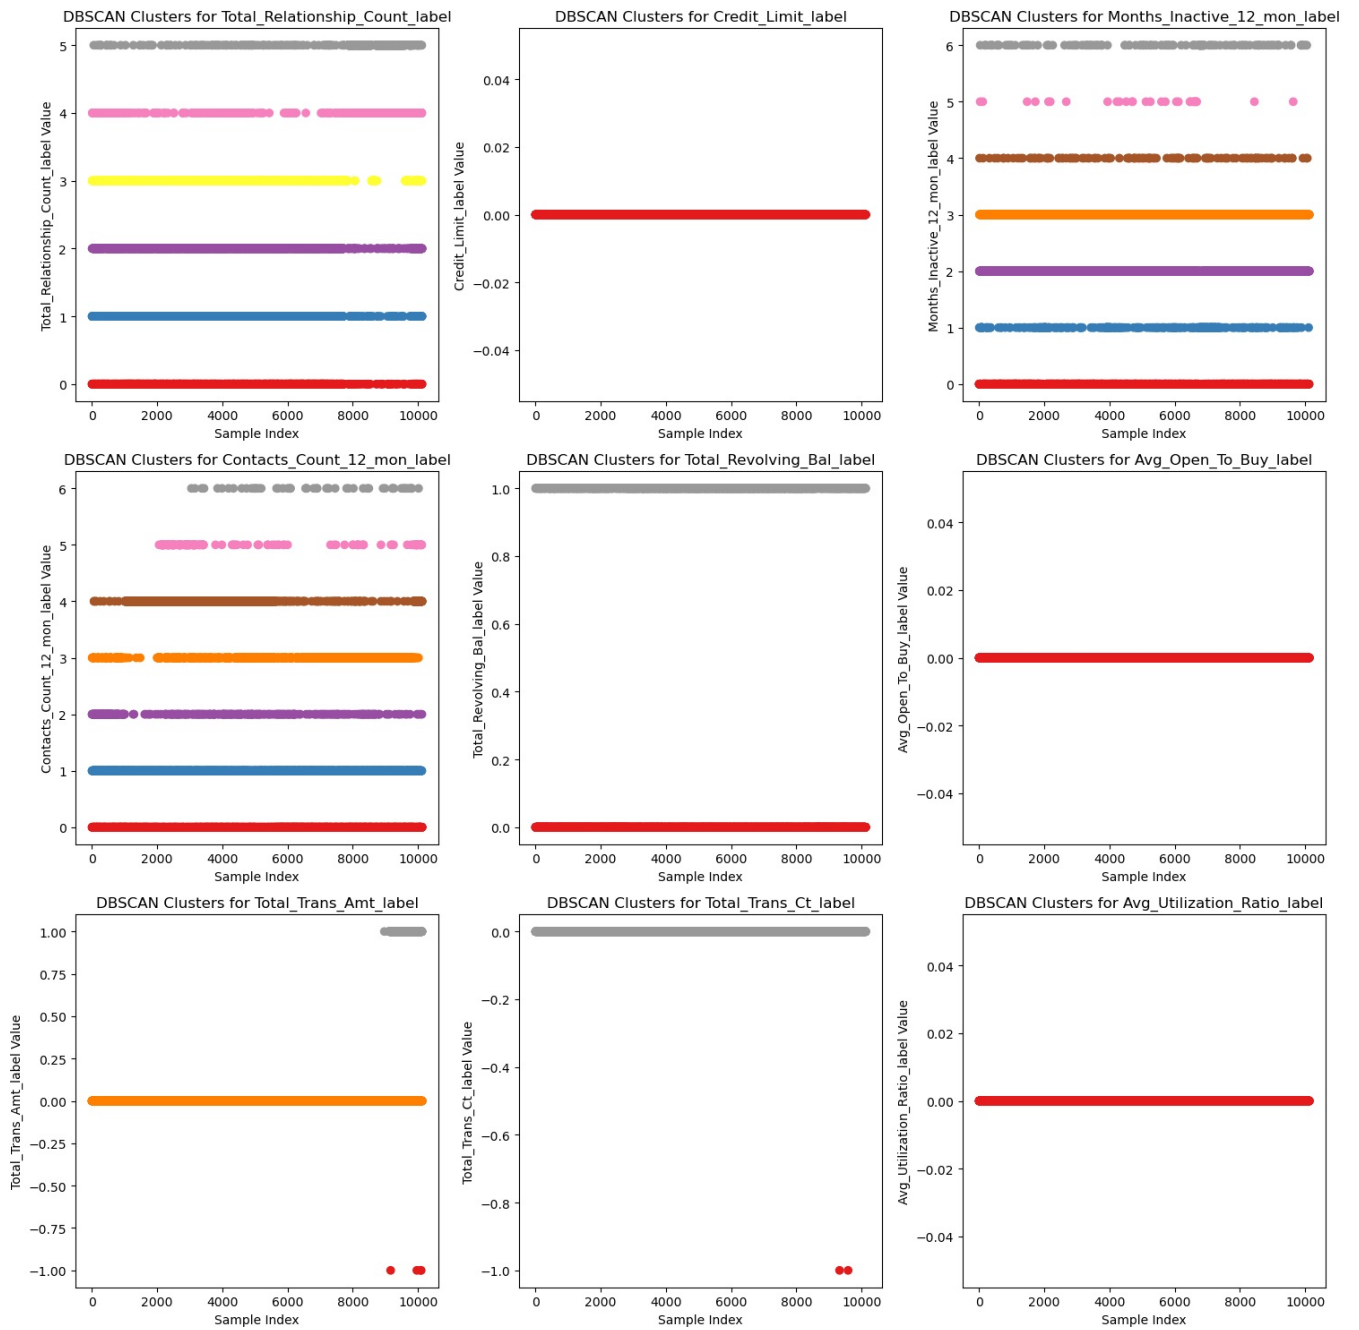 DBSCAN Clusters for Total_Relationship_Count_label
5
4
3
2
1
0
Total_Relationship_Count_label Value
0 2000 4000 6000 8000 10000
Sample Index
DBSCAN Clusters for Credit_Limit_label
0.04
0.02
0.00
−0.02
−0.04
Credit_Limit_label Value
0 2000 4000 6000 8000 10000
Sample Index
DBSCAN Clusters for Months_Inactive_12_mon_label
6
5
4
3
2
1
0
Months_Inactive_12_mon_label Value
0 2000 4000 6000 8000 10000
Sample Index
DBSCAN Clusters for Contacts_Count_12_mon_label
6
5
4
3
2
1
0
Contacts_Count_12_mon_label Value
0 2000 4000 6000 8000 10000
Sample Index
DBSCAN Clusters for Total_Revolving_Bal_label
1.0
0.8
0.6
0.4
0.2
0.0
Total_Revolving_Bal_label Value
0 2000 4000 6000 8000 10000
Sample Index
DBSCAN Clusters for Avg_Open_To_Buy_label
0.04
0.02
0.00
−0.02
−0.04
Avg_Open_To_Buy_label Value
0 2000 4000 6000 8000 10000
Sample Index
DBSCAN Clusters for Total_Trans_Amt_label
1.00
0.75
0.50
0.25
0.00
−0.25
−0.50
−0.75
−1.00
Total_Trans_Amt_label Value
0 2000 4000 6000 8000 10000
Sample Index
DBSCAN Clusters for Total_Trans_Ct_label
0.0
−0.2
−0.4
−0.6
−0.8
−1.0
Total_Trans_Ct_label Value
0 2000 4000 6000 8000 10000
Sample Index
DBSCAN Clusters for Avg_Utilization_Ratio_label
0.04
0.02
0.00
−0.02
−0.04
Avg_Utilization_Ratio_label Value
0 2000 4000 6000 8000 10000
Sample Index